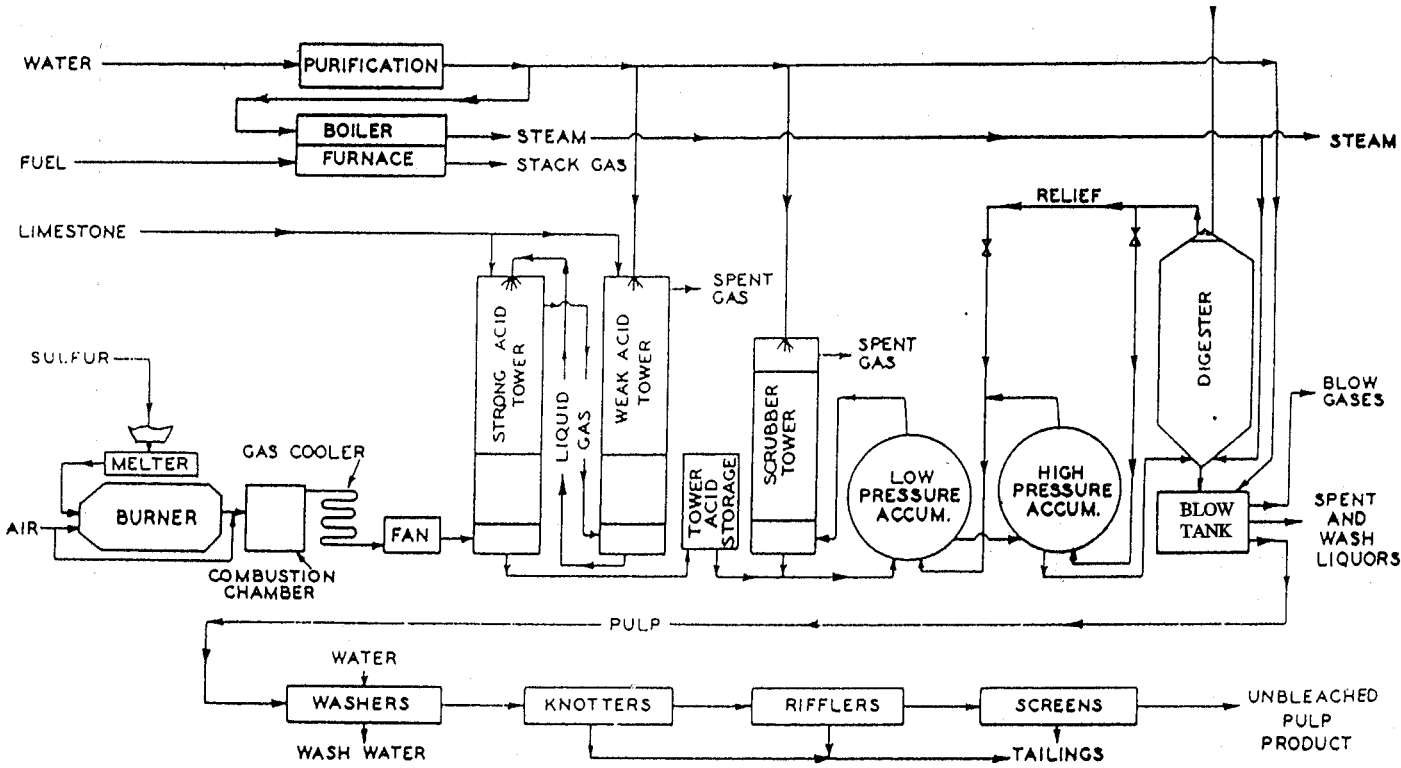 WATER
PURIFICATION
BOILER
STEAM
STEAM
FUEL
FURNACE
STACK GAS
RELIEF
LIMESTONE
SPENT
GAS
STRONG ACID
TOWER
LIQUID
GAS
WEAK ACID
TOWER
SPENT
GAS
DIGESTER
SULFUR
MELTER
GAS COOLER
BLOW
GASES
AIR
BURNER
FAN
COMBUSTION
CHAMBER
TOWER
ACID
STORAGE
SCRUBBER
TOWER
LOW
PRESSURE
ACCUM.
HIGH
PRESSURE
ACCUM.
BLOW
TANK
SPENT
AND
WASH
LIQUORS
PULP
WATER
WASHERS
WASH WATER
KNOTTERS
RIFFLERS
SCREENS
TAILINGS
UNBLEACHED
PULP
PRODUCT